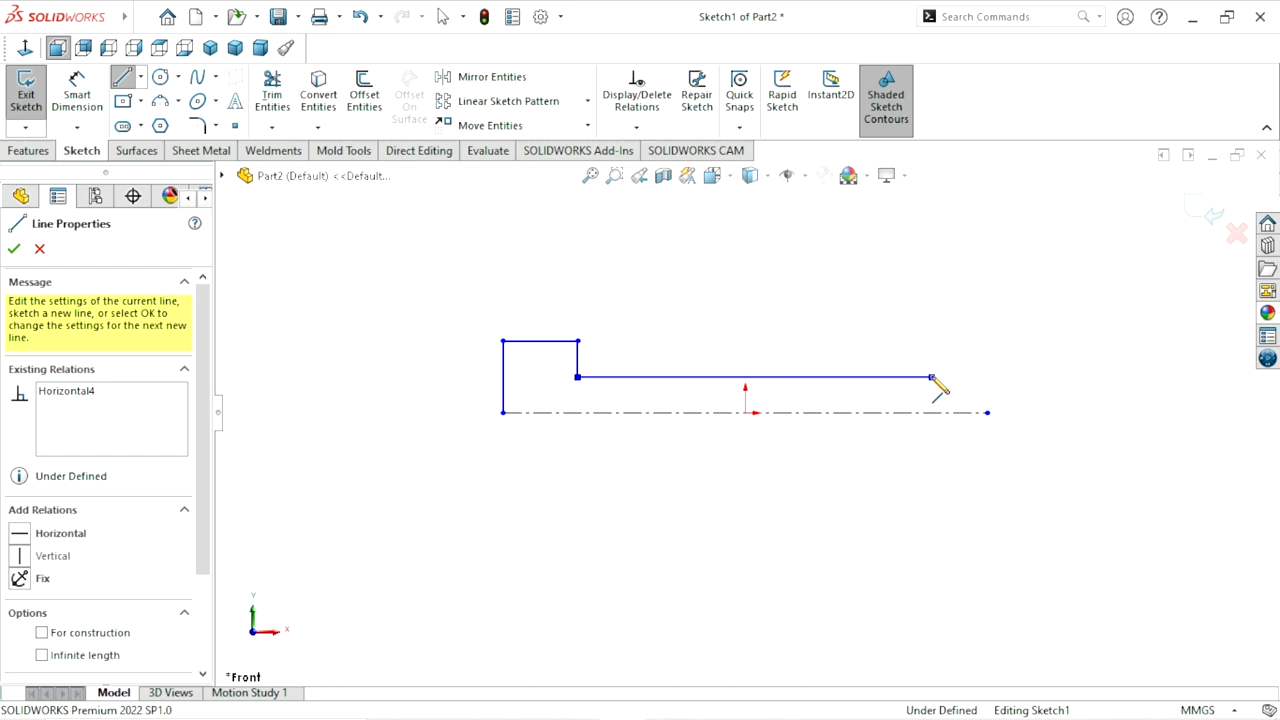 SOLIDWORKS
Sketch1 of Part2 *
Search Commands
Exit Sketch
Smart Dimension
Trim Entities
Convert Entities
Offset Entities
Offset On Surface
Mirror Entities
Linear Sketch Pattern
Move Entities
Display/Delete Relations
Repair Sketch
Quick Snaps
Rapid Sketch
Instant2D
Shaded Sketch Contours
Features
Sketch
Surfaces
Sheet Metal
Weldments
Mold Tools
Direct Editing
Evaluate
SOLIDWORKS Add-Ins
SOLIDWORKS CAM
Part2 (Default) <<Default...
Line Properties
Message
Edit the settings of the current line,
sketch a new line, or select OK to
change the settings for the next new
line.
Existing Relations
Horizontal4
Under Defined
Add Relations
Horizontal
Vertical
Fix
Options
For construction
Infinite length
Y
X
*Front
Model
3D Views
Motion Study 1
SOLIDWORKS Premium 2022 SP1.0
Under Defined
Editing Sketch1
MMGS